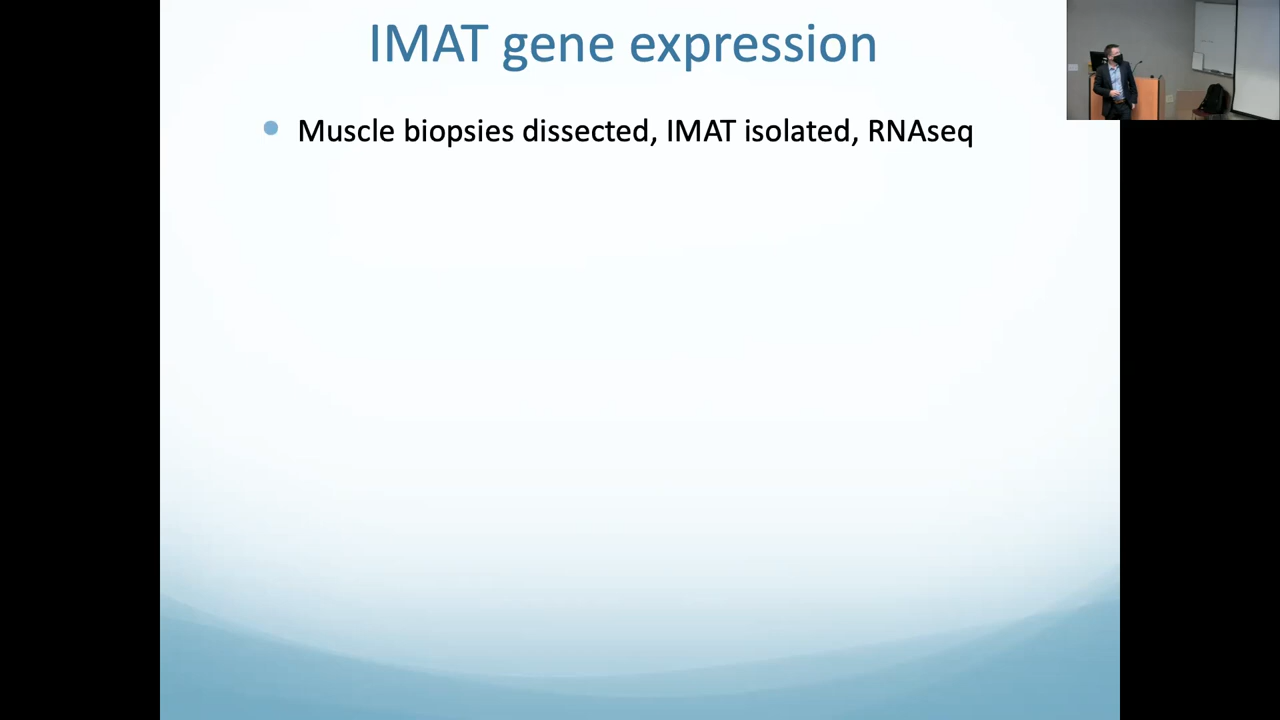 IMAT gene expression
Muscle biopsies dissected, IMAT isolated, RNAseq